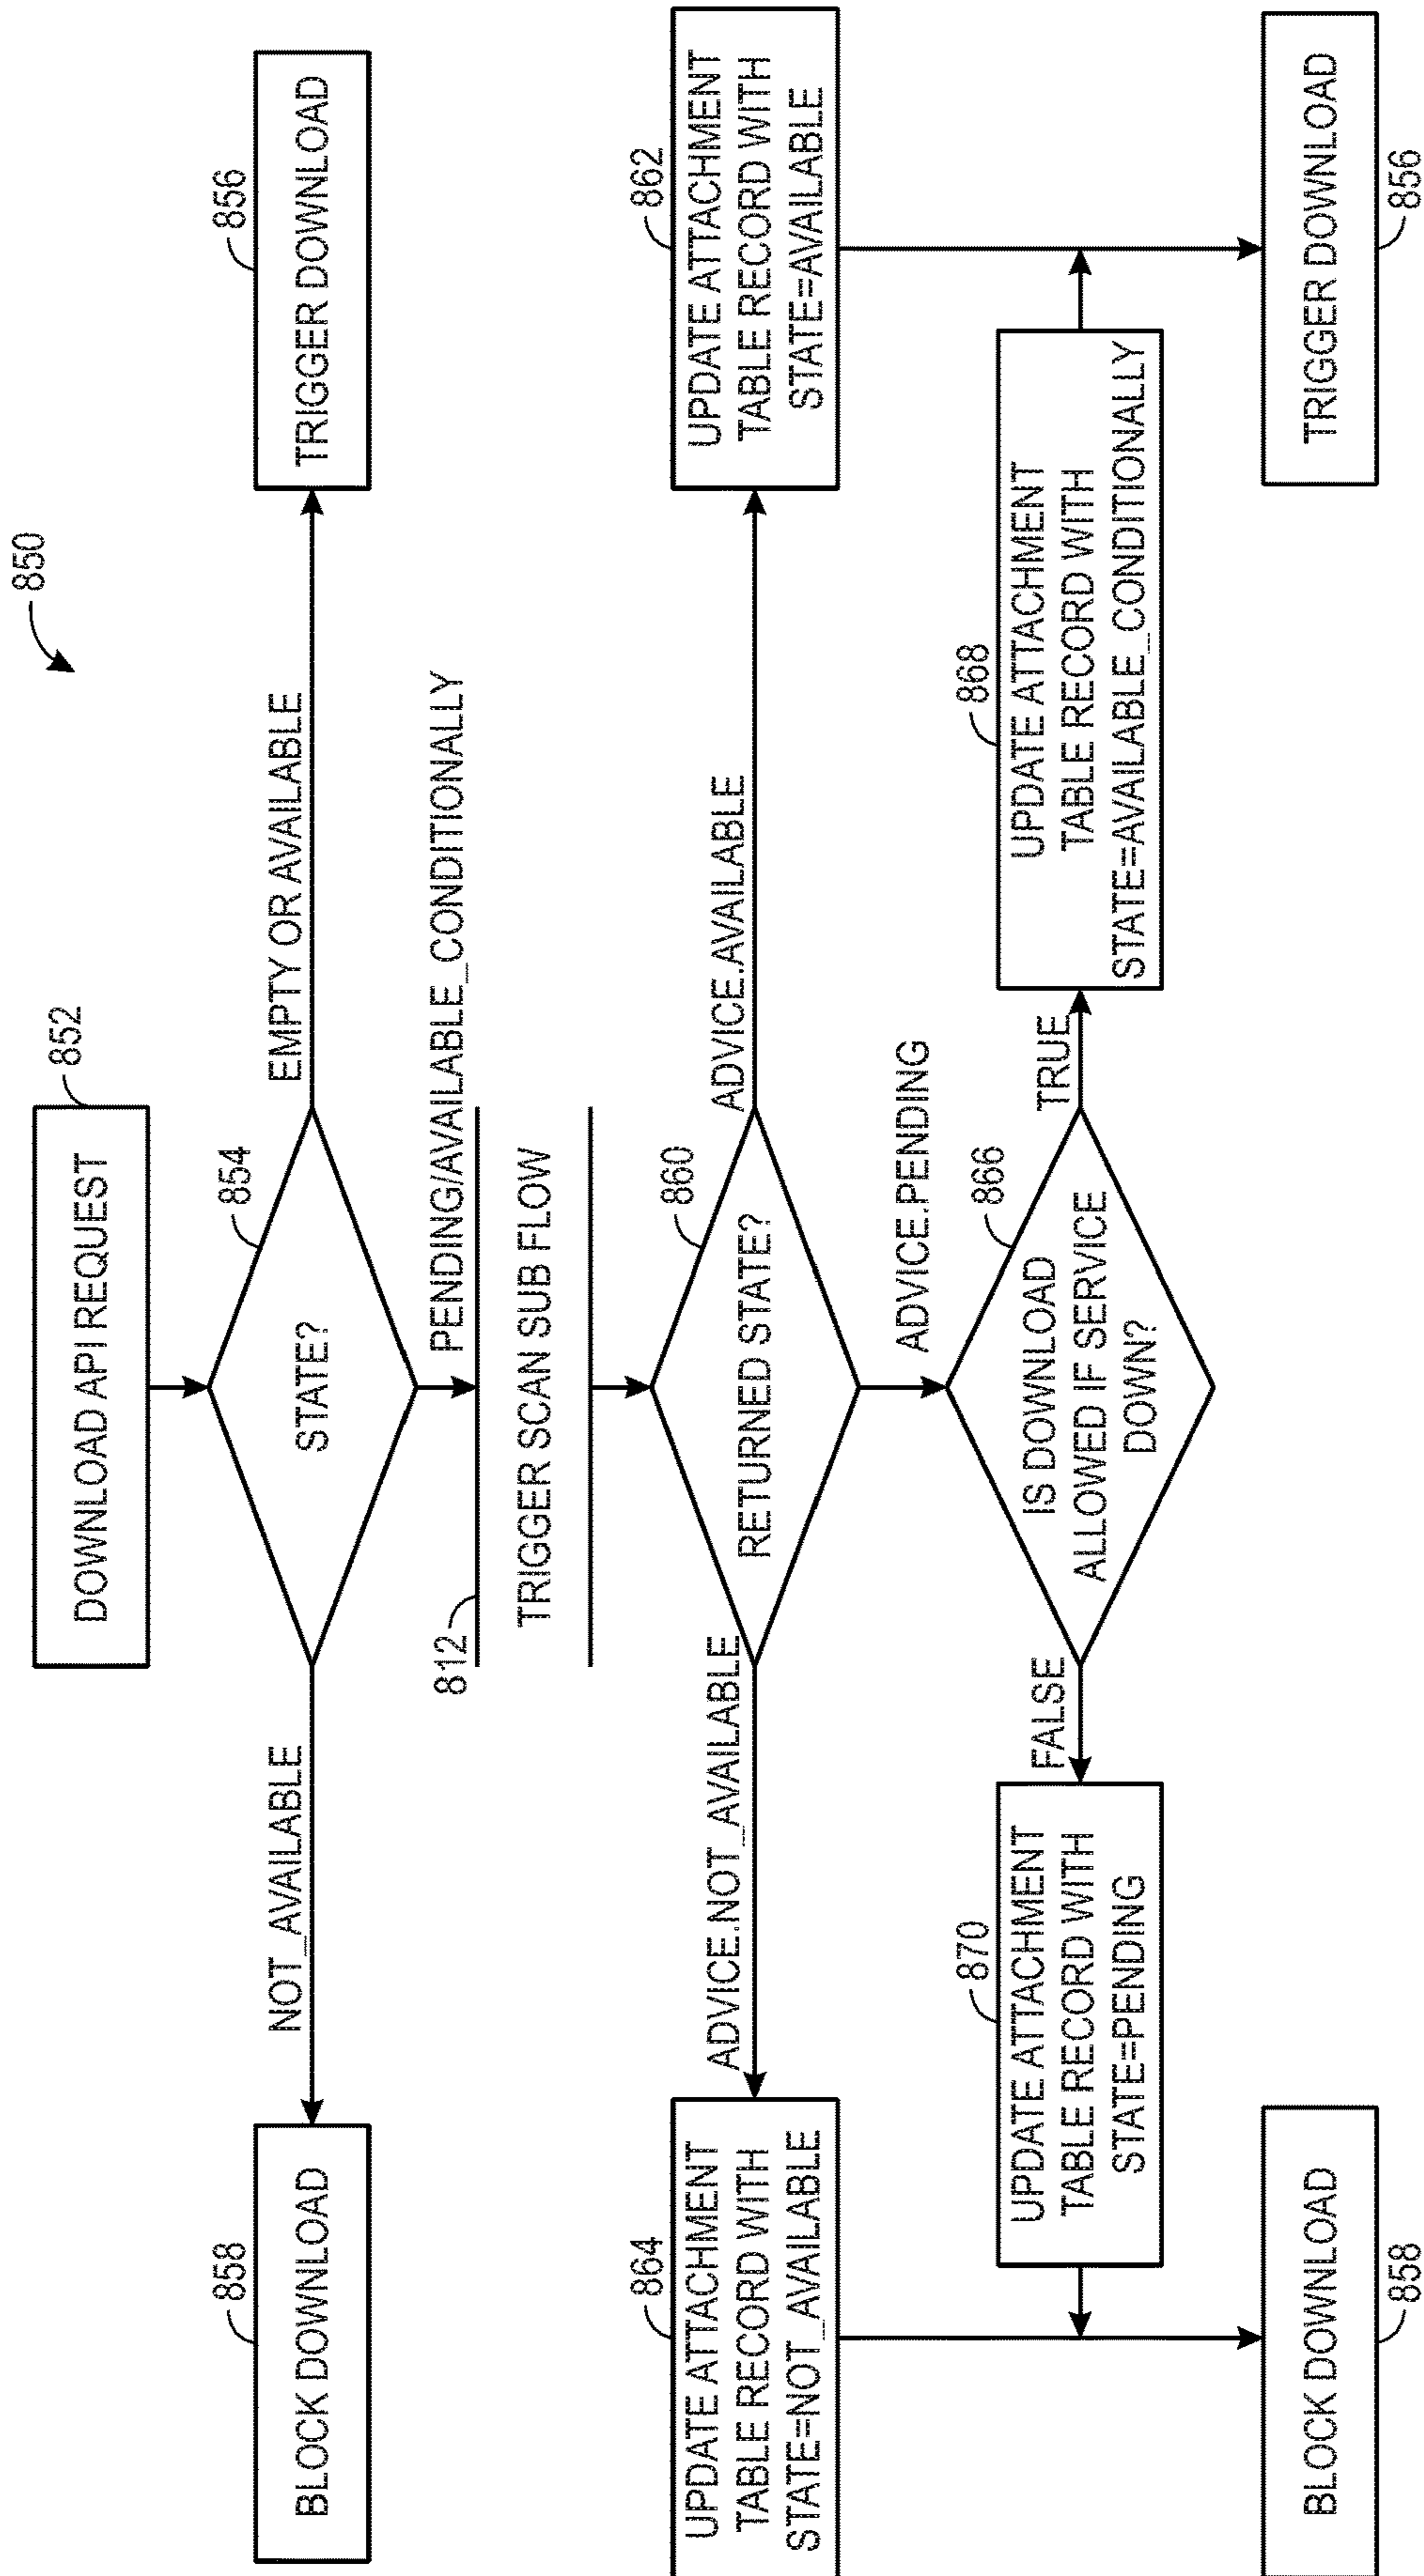 850
DOWNLOAD API REQUEST
852
STATE?
854
NOT_AVAILABLE
EMPTY OR AVAILABLE
858
BLOCK DOWNLOAD
856
TRIGGER DOWNLOAD
PENDING/AVAILABLE_CONDITIONALLY
812
TRIGGER SCAN SUB FLOW
RETURNED STATE?
860
ADVICE.NOT_AVAILABLE
ADVICE.AVAILABLE
864
UPDATE ATTACHMENT
TABLE RECORD WITH
STATE=NOT_AVAILABLE
862
UPDATE ATTACHMENT
TABLE RECORD WITH
STATE=AVAILABLE
ADVICE.PENDING
866
IS DOWNLOAD
ALLOWED IF SERVICE
DOWN?
FALSE
TRUE
870
UPDATE ATTACHMENT
TABLE RECORD WITH
STATE=PENDING
868
UPDATE ATTACHMENT
TABLE RECORD WITH
STATE=AVAILABLE_CONDITIONALLY
BLOCK DOWNLOAD
858
TRIGGER DOWNLOAD
856